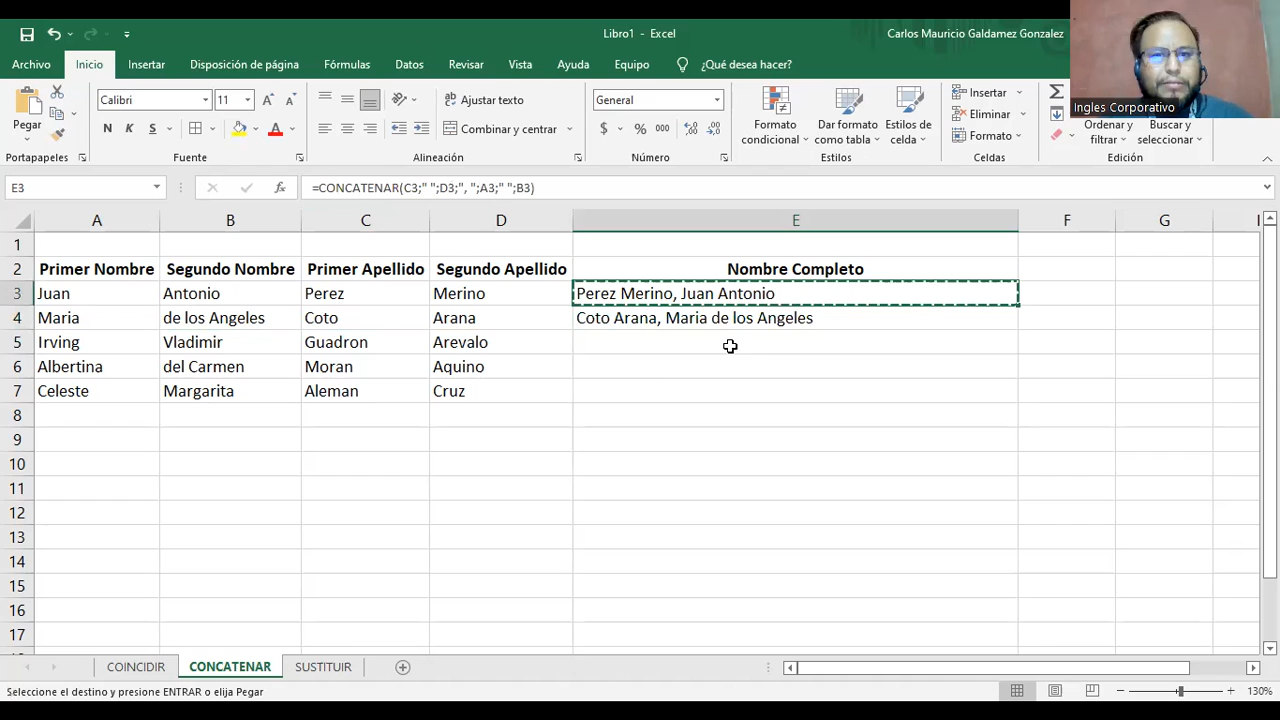 Libro1 - Excel
Carlos Mauricio Galdamez Gonzalez
Archivo Inicio Insertar Disposición de página Fórmulas Datos Revisar Vista Ayuda Equipo ¿Qué desea hacer?
Ingles Corporativo
Pegar
Calibri 11
N K S
Ajustar texto
Combinar y centrar
General
$ % 000
Formato condicional
Dar formato como tabla
Estilos de celda
Insertar
Eliminar
Formato
Ordenar y filtrar
Buscar y seleccionar
Portapapeles Fuente Alineación Número Estilos Celdas Edición
E3 fx =CONCATENAR(C3;" ";D3;", ";A3;" ";B3)
A B C D E F G I
1
2 Primer Nombre Segundo Nombre Primer Apellido Segundo Apellido Nombre Completo
3 Juan Antonio Perez Merino Perez Merino, Juan Antonio
4 Maria de los Angeles Coto Arana Coto Arana, Maria de los Angeles
5 Irving Vladimir Guadron Arevalo
6 Albertina del Carmen Moran Aquino
7 Celeste Margarita Aleman Cruz
8
9
10
11
12
13
14
15
16
17
COINCIDIR CONCATENAR SUSTITUIR
Seleccione el destino y presione ENTRAR o elija Pegar
130%